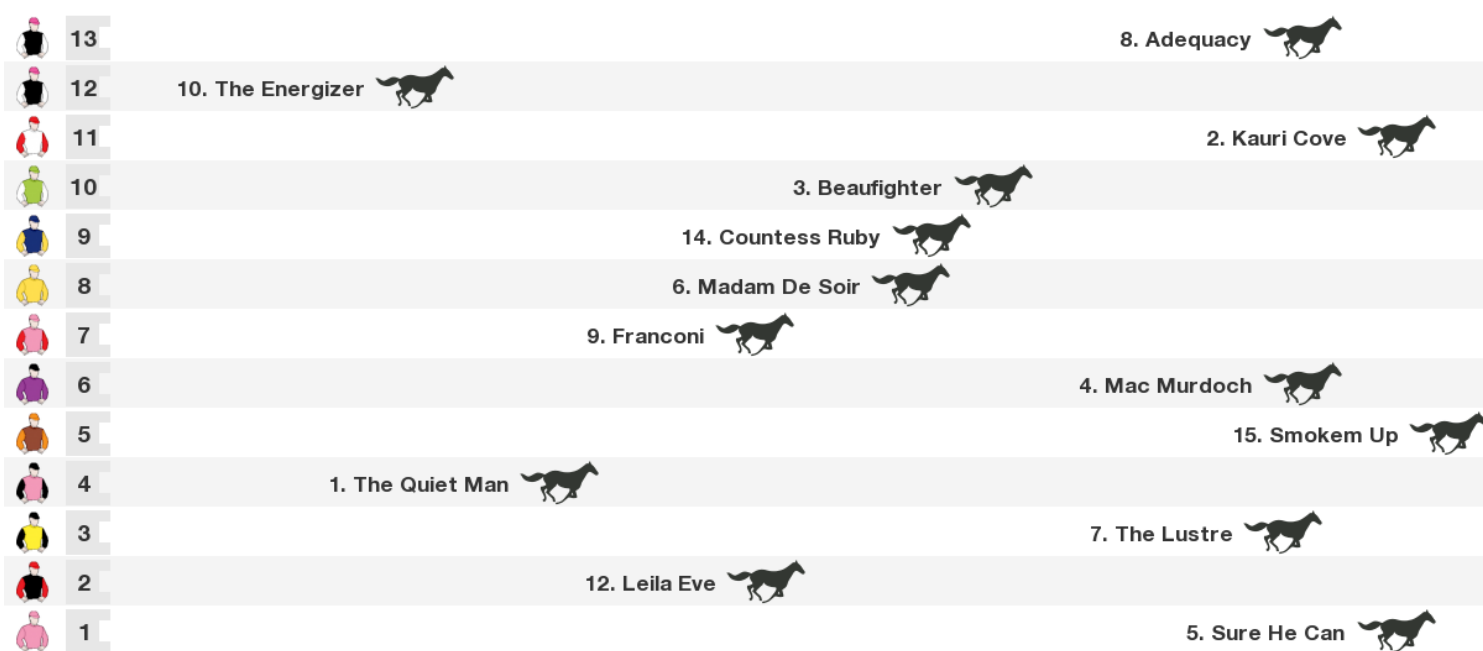 13 8. Adequacy
12 10. The Energizer
11 2. Kauri Cove
10 3. Beaufighter
9 14. Countess Ruby
8 6. Madam De Soir
7 9. Franconi
6 4. Mac Murdoch
5 15. Smokem Up
4 1. The Quiet Man
3 7. The Lustre
2 12. Leila Eve
1 5. Sure He Can